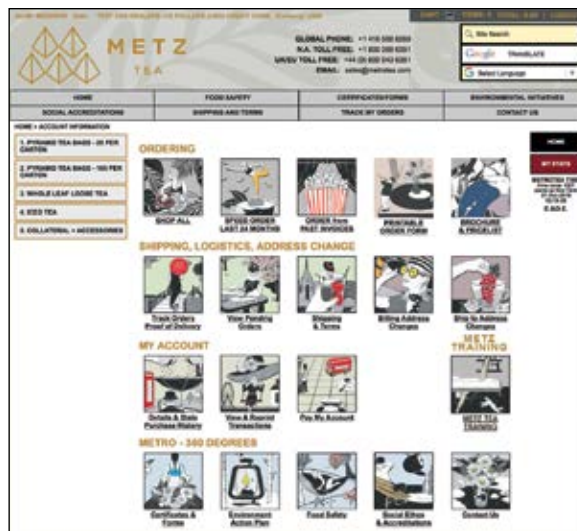 METZ
TEA
GLOBAL PHONE:
N.A. TOLL FREE:
UK/EU TOLL FREE:
EMAIL:
Site Search
Google TRANSLATE
Select Language
HOME
FOOD SAFETY
CERTIFICATES/FORMS
ENVIRONMENTAL INITIATIVES
SOCIAL ACCREDITATIONS
SHIPPING AND TERMS
TRACK MY ORDERS
CONTACT US
HOME > ACCOUNT INFORMATION
1. PYRAMID TEA BAGS - 20 PER
CARTON
2. PYRAMID TEA BAGS - 100 PER
CARTON
3. WHOLE LEAF LOOSE TEA
4. ICED TEA
5. COLLATERAL + ACCESSORIES
HOME
MY STATS
ORDERING
SHOP ALL
SPEED ORDER
LAST 24 MONTHS
ORDER from
PAST INVOICES
PRINTABLE
ORDER FORM
BROCHURE
& PRICELIST
SHIPPING, LOGISTICS, ADDRESS CHANGE
Track Orders
Proof of Delivery
View Pending
Orders
Shipping
& Terms
Billing Address
Changes
Ship-to Address
Changes
MY ACCOUNT
METZ
TRAINING
Details & Stats
Purchase History
View & Reprint
Transactions
Pay My Account
METZ TEA
TRAINING
METRO - 360 DEGREES
Certificates &
Forms
Environment
Action Plan
Food Safety
Social Ethics
& Accreditations
Contact Us